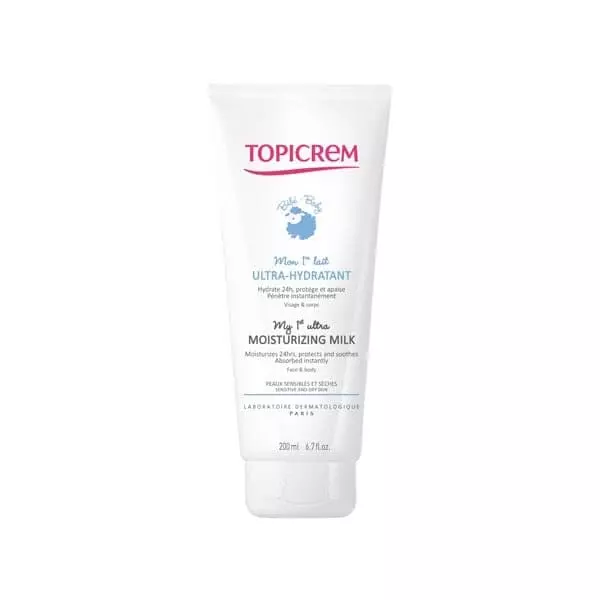 TOPICREM
Bébé - Baby
Mon 1er lait
ULTRA-HYDRATANT
Hydrate 24h, protège et apaise
Pénètre instantanément
Visage & corps
My 1st ultra
MOISTURIZING MILK
Moisturizes 24hrs, protects and soothes
Absorbed instantly
Face & body
PEAUX SENSIBLES ET SÈCHES
SENSITIVE AND DRY SKIN
LABORATOIRE DERMATOLOGIQUE
PARIS
200 ml - 6.7 fl.oz.